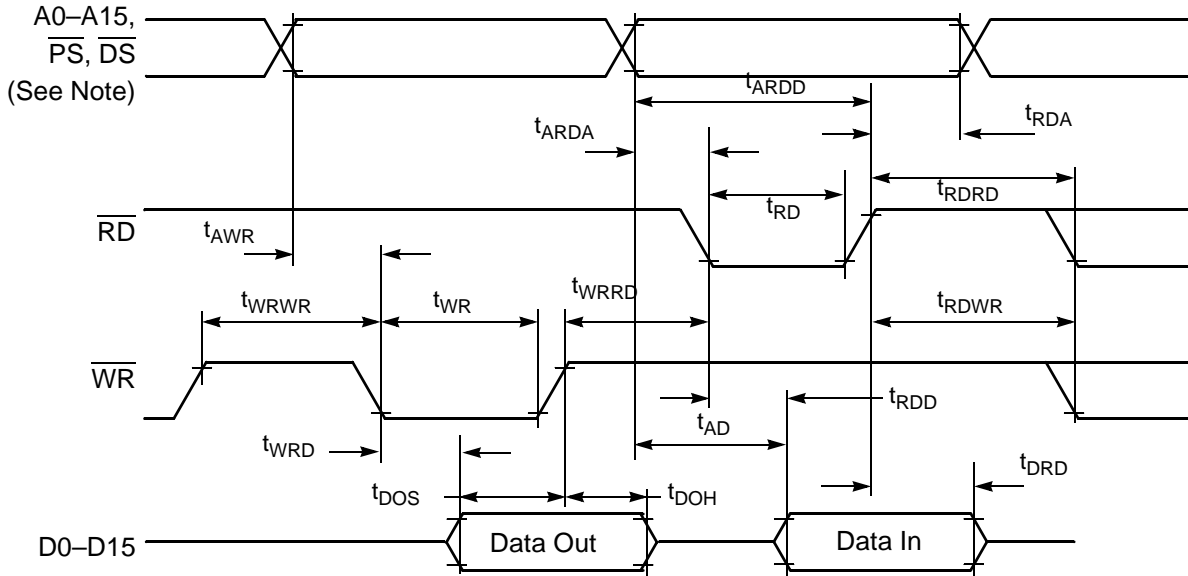 A0–A15,
PS, DS
(See Note)
tARDD
tARDA
tRDA
RD
tRD
tRDRD
tAWR
tWRWR
tWR
tWRRD
tRDWR
WR
tRDD
tAD
tWRD
tDRD
tDOS
tDOH
D0–D15
Data Out
Data In